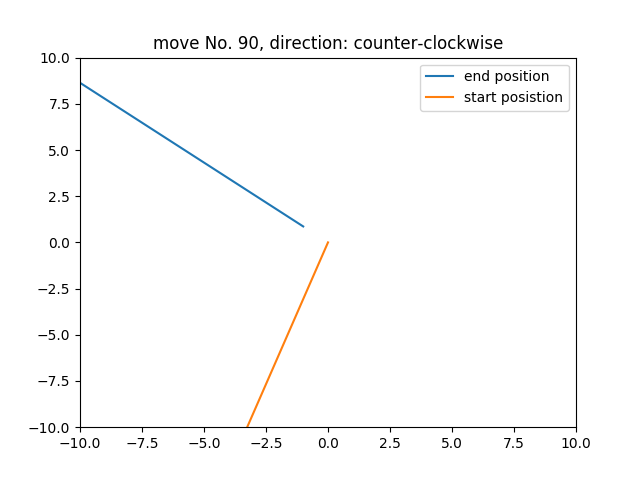 move No. 90, direction: counter-clockwise
end position
start posistion
10.0
7.5
5.0
2.5
0.0
−2.5
−5.0
−7.5
−10.0
−10.0 −7.5 −5.0 −2.5 0.0 2.5 5.0 7.5 10.0